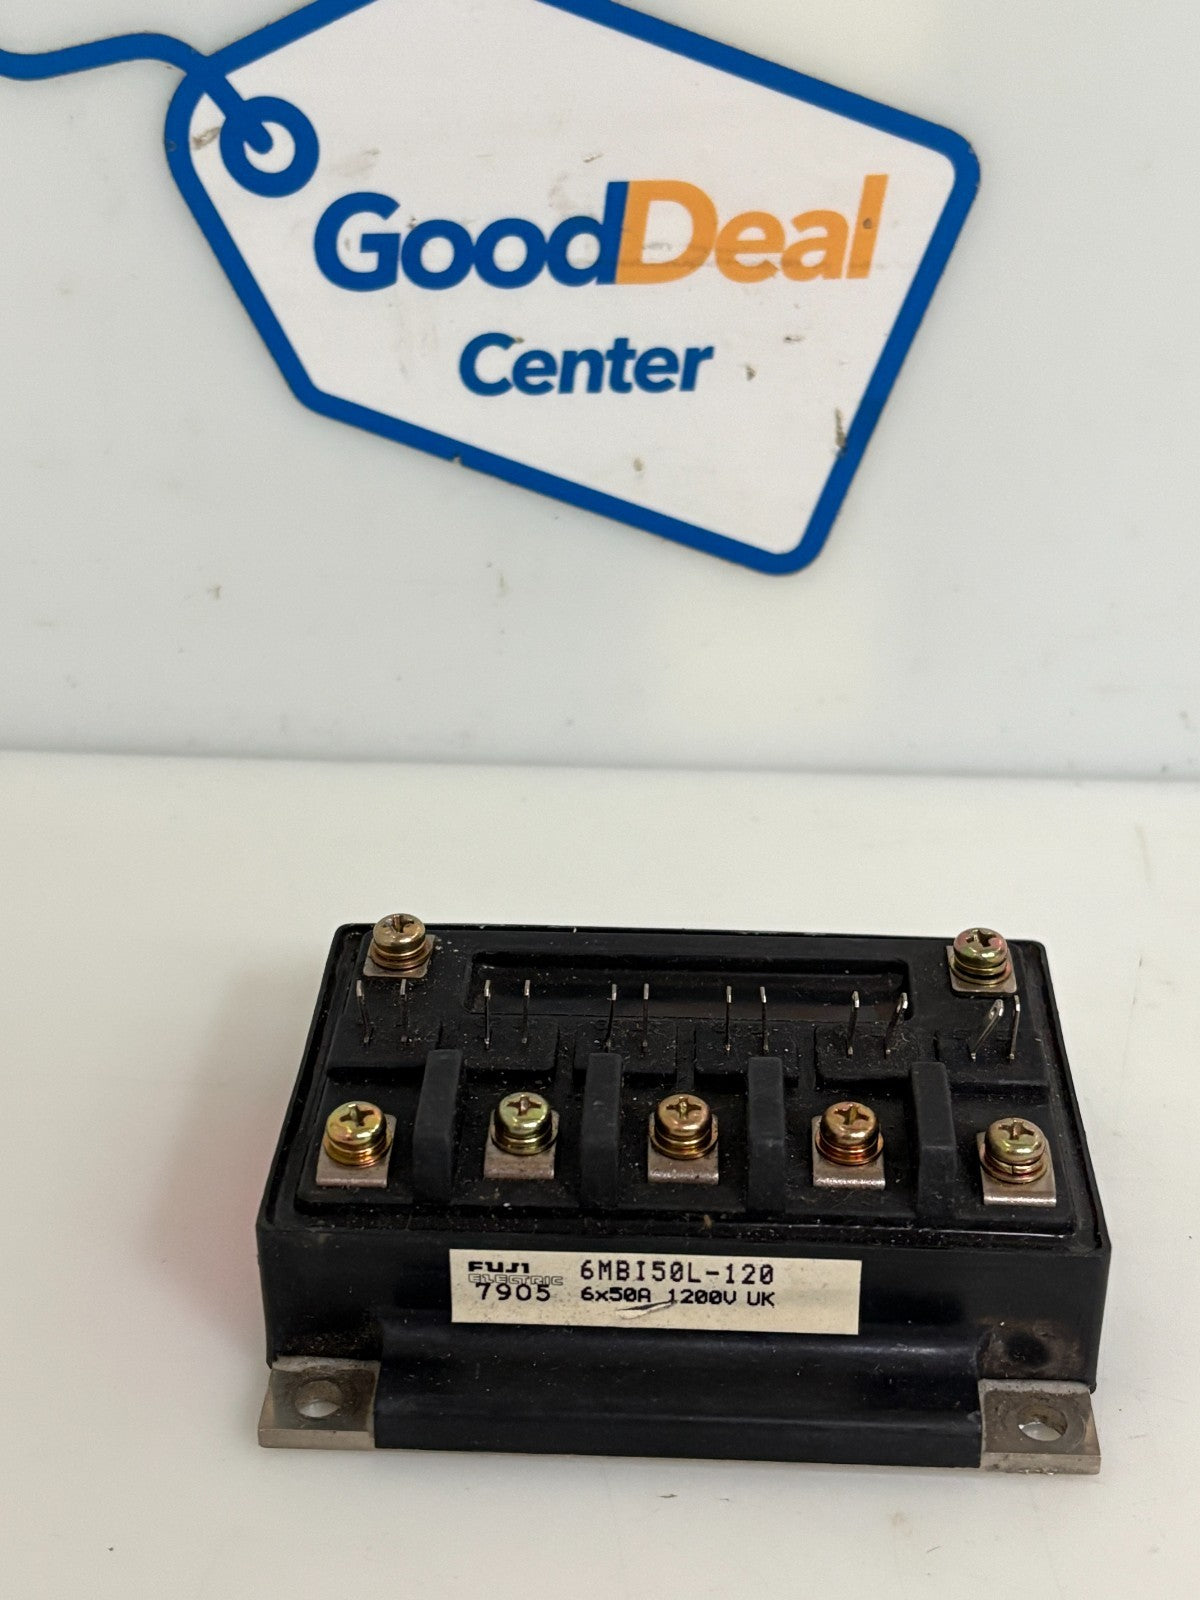 GoodDeal
Center
FUJI ELECTRIC 6MBI50L-120
7905 6x50A 1200V UK